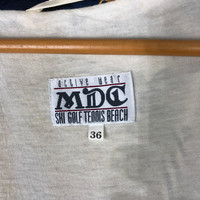 active wear
MDC
SKI GOLF TENNIS BEACH
36